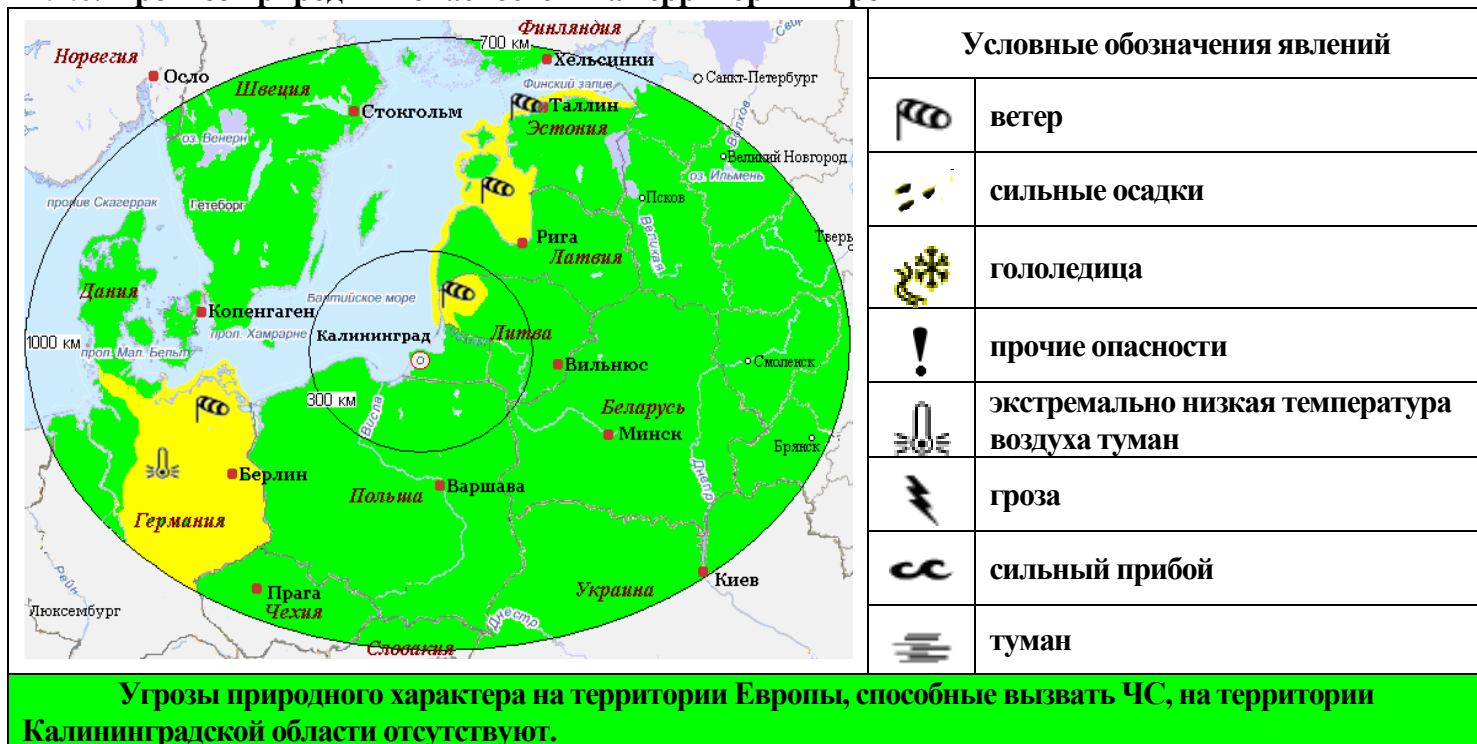 Финляндия
700 км
Норвегия
Хельсинки
Осло
Санкт-Петербург
Швеция
Финский залив
Стокгольм
Таллин
Эстония
Волхов
оз. Венерн
Великий Новгород
оз. Ильмень
Псков
пролив Скагеррак
Гётеборг
Великая
Рига
Тверь
Латвия
Дания
Балтийское море
Копенгаген
прол. Хамрарне
Калининград
Литва
1000 км
прол. Мал. Бельт
Вильнюс
Смоленск
300 км
Висла
Беларусь
Минск
Брянск
Днепр
Берлин
Польша
Варшава
Германия
Рейн
Прага
Чехия
Украина
Киев
Люксембург
Днестр
Словакия
Условные обозначения явлений
ветер
сильные осадки
гололедица
прочие опасности
экстремально низкая температура
воздуха туман
гроза
сильный прибой
туман
Угрозы природного характера на территории Европы, способные вызвать ЧС, на территории
Калининградской области отсутствуют.